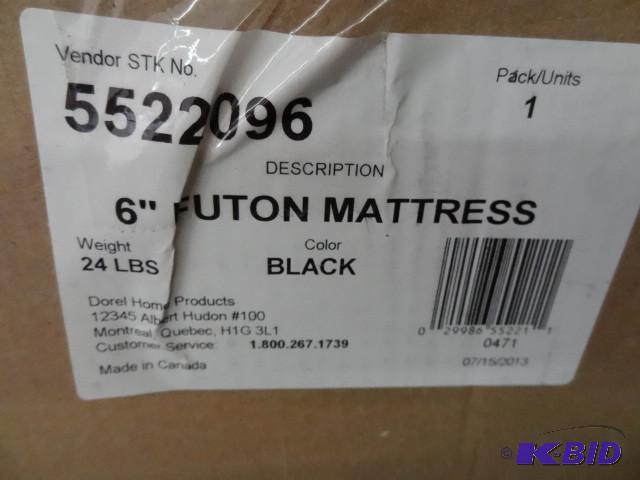 Vendor STK No.
Pack/Units
5522096
1
DESCRIPTION
6" FUTON MATTRESS
Weight
Color
24 LBS
BLACK
Dorel Home Products
12345 Albert Hudon #100
Montreal, Quebec, H1G 3L1
Customer Service: 1.800.267.1739
Made in Canada
0 29986 55221 1
0471
07/15/2013
© K-BID